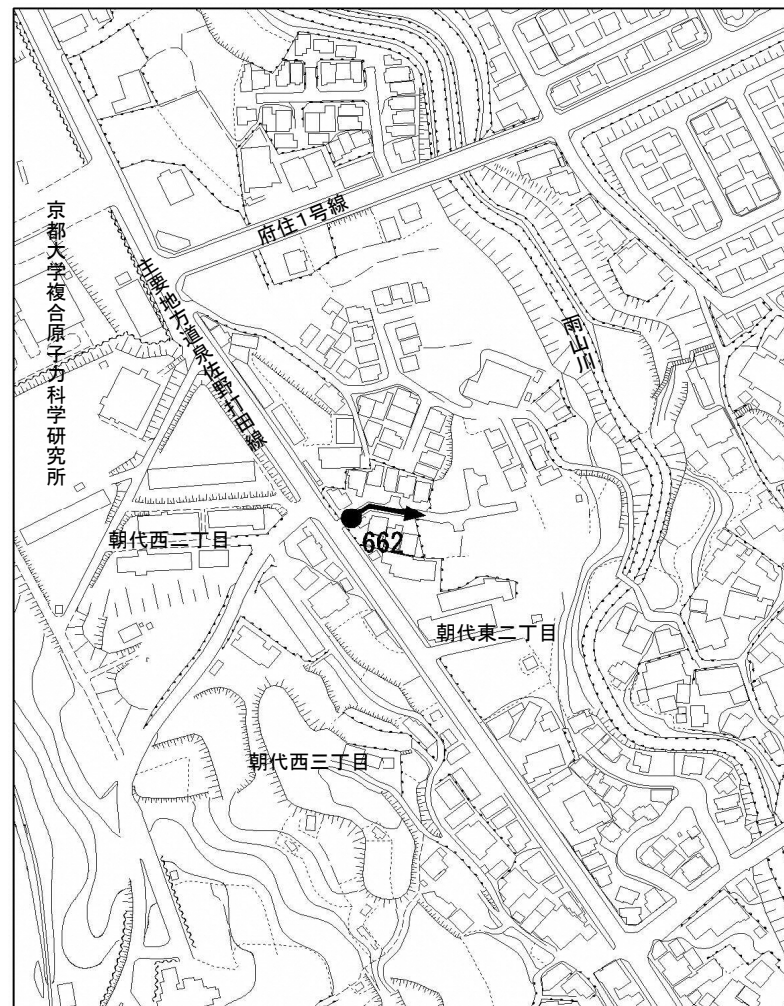 京都大学複合原子力科学研究所
府住1号線
主要地方道泉佐野打田線
雨山川
662
朝代西二丁目
朝代東二丁目
朝代西三丁目